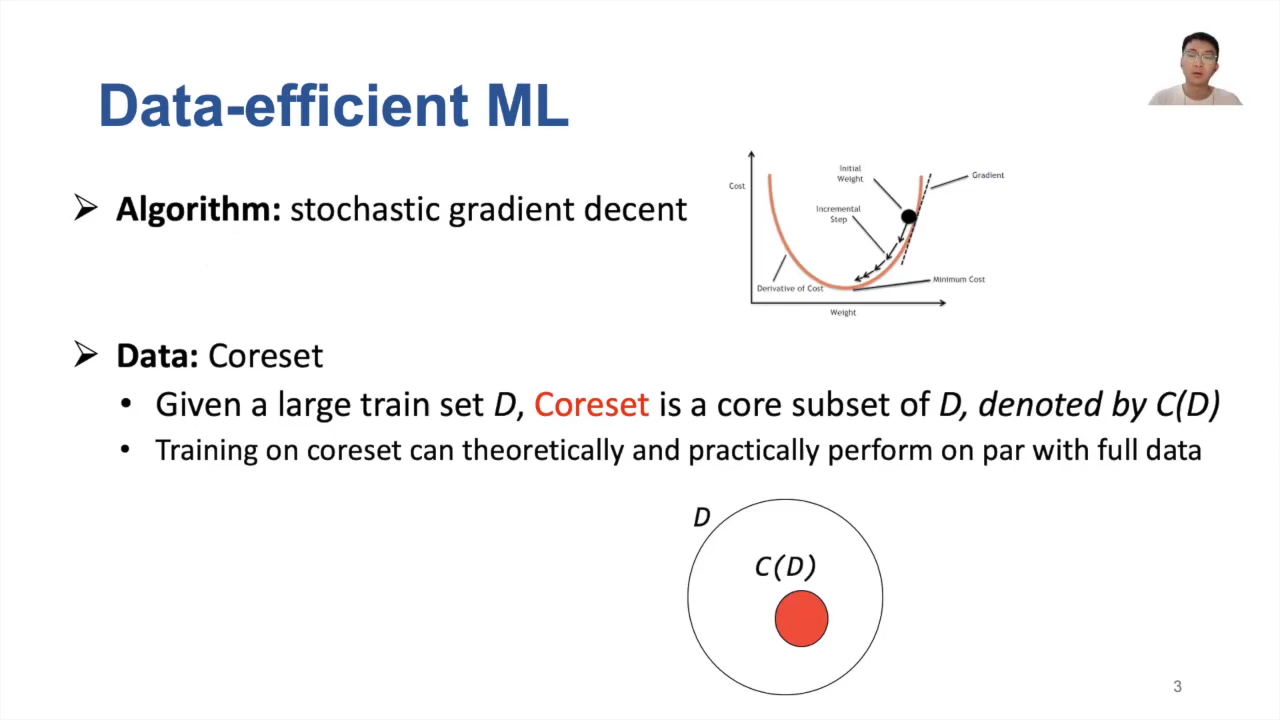 Data-efficient ML
Algorithm: stochastic gradient decent
Cost
Initial
Weight
Gradient
Incremental
Step
Derivative of Cost
Minimum Cost
Weight
Data: Coreset
Given a large train set D, Coreset is a core subset of D, denoted by C(D)
Training on coreset can theoretically and practically perform on par with full data
D
C(D)
3